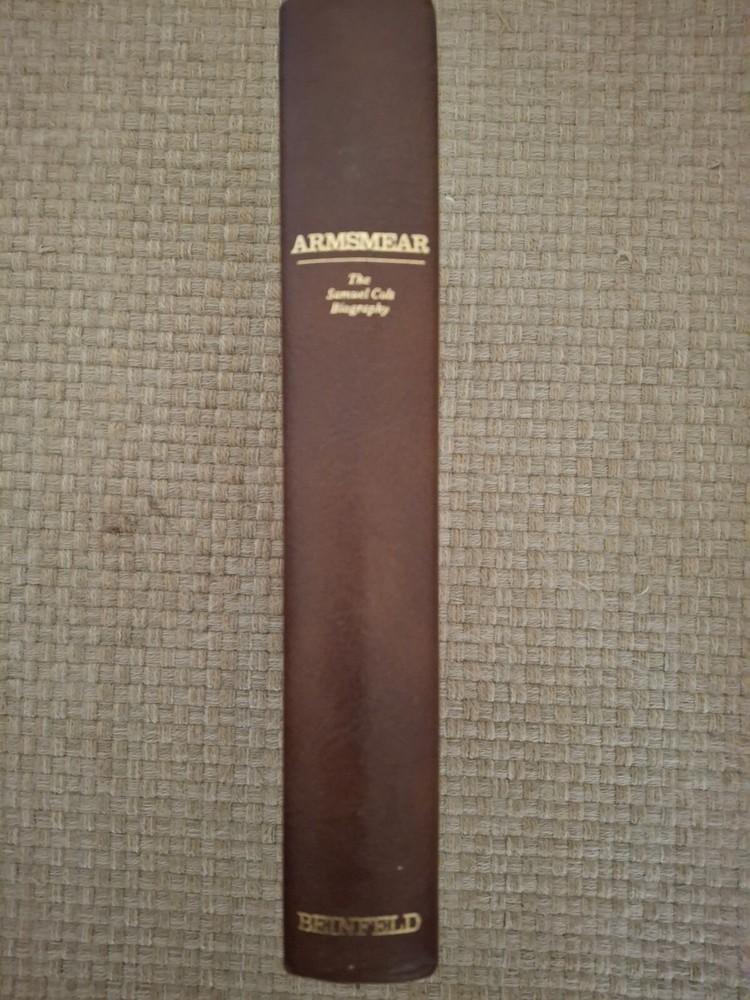 ARMSMEAR
The
Samuel Colt
Biography
BEINFELD